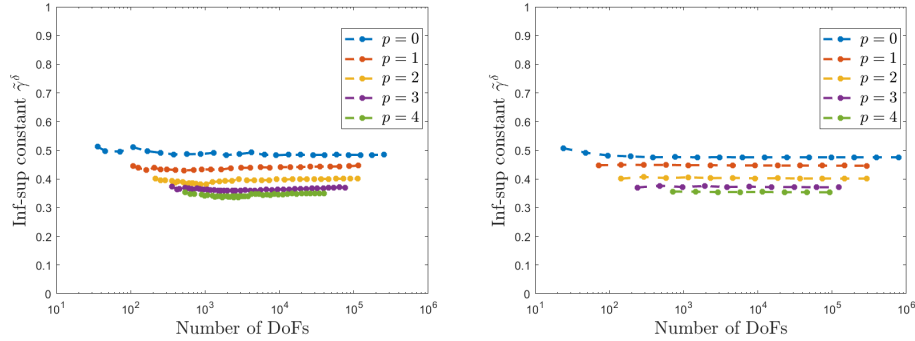 1
0.9
0.8
0.7
0.6
0.5
0.4
0.3
0.2
0.1
0
Inf-sup constant γ̃^δ
p = 0
p = 1
p = 2
p = 3
p = 4
10^1
10^2
10^3
10^4
10^5
10^6
Number of DoFs
1
0.9
0.8
0.7
0.6
0.5
0.4
0.3
0.2
0.1
0
Inf-sup constant γ̃^δ
p = 0
p = 1
p = 2
p = 3
p = 4
10^1
10^2
10^3
10^4
10^5
10^6
Number of DoFs